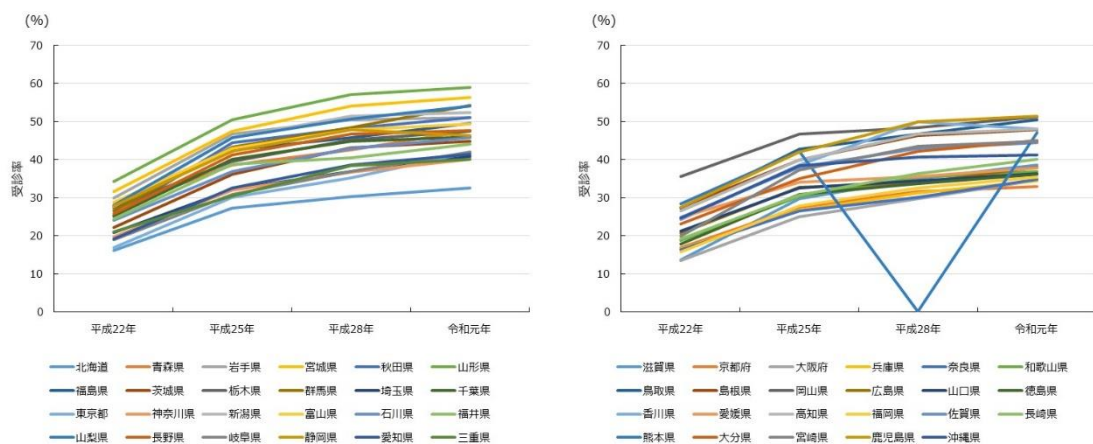 (%)
70
60
50
40
30
20
10
0
受診率
平成22年 平成25年 平成28年 令和元年
北海道 青森県 岩手県 宮城県 秋田県 山形県
福島県 茨城県 栃木県 群馬県 埼玉県 千葉県
東京都 神奈川県 新潟県 富山県 石川県 福井県
山梨県 長野県 岐阜県 静岡県 愛知県 三重県
(%)
70
60
50
40
30
20
10
0
受診率
平成22年 平成25年 平成28年 令和元年
滋賀県 京都府 大阪府 兵庫県 奈良県 和歌山県
鳥取県 島根県 岡山県 広島県 山口県 徳島県
香川県 愛媛県 高知県 福岡県 佐賀県 長崎県
熊本県 大分県 宮崎県 鹿児島県 沖縄県